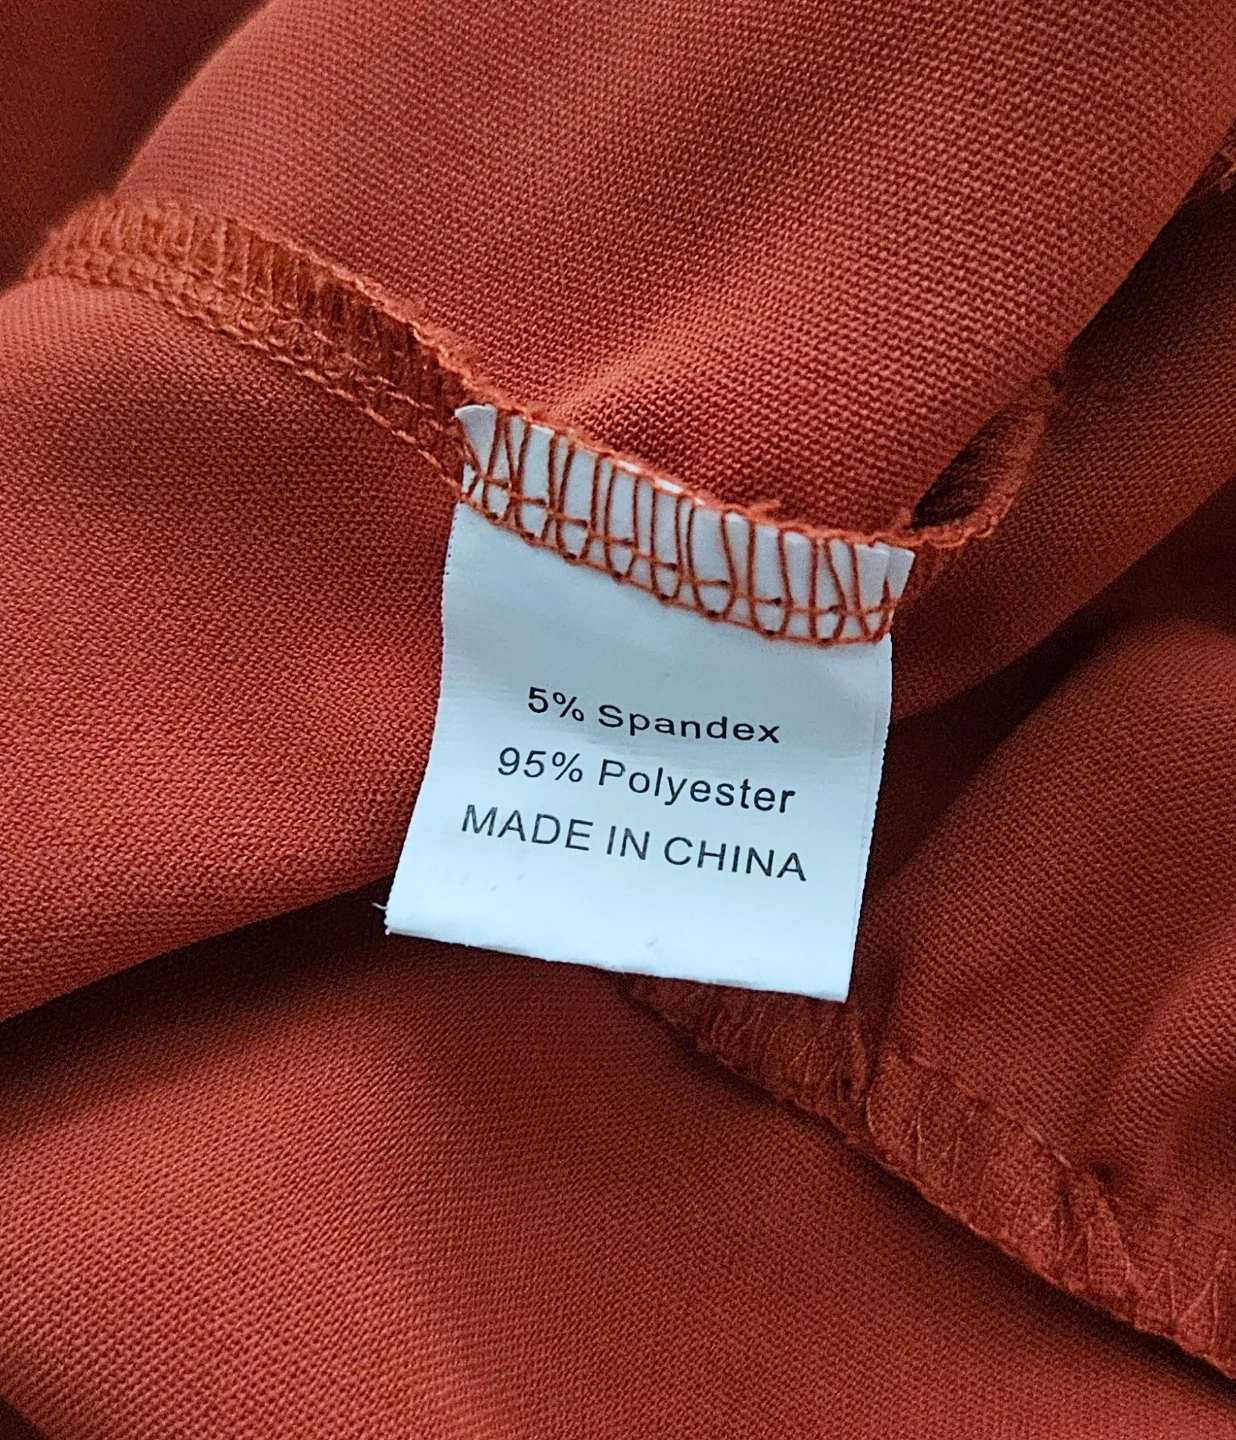 5% Spandex
95% Polyester
MADE IN CHINA